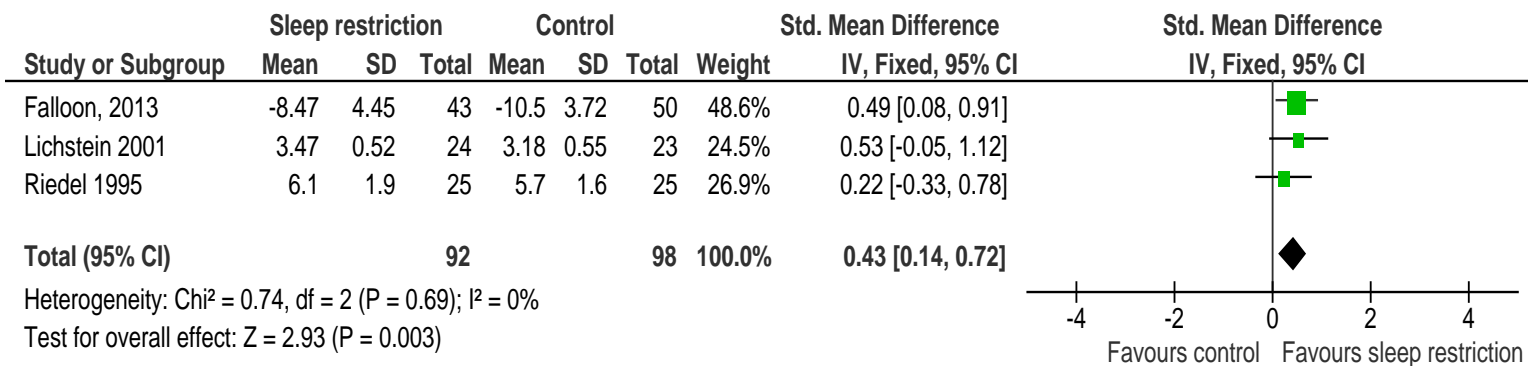 Sleep restriction Control Std. Mean Difference Std. Mean Difference
Study or Subgroup Mean SD Total Mean SD Total Weight IV, Fixed, 95% CI IV, Fixed, 95% CI
Falloon, 2013 -8.47 4.45 43 -10.5 3.72 50 48.6% 0.49 [0.08, 0.91]
Lichstein 2001 3.47 0.52 24 3.18 0.55 23 24.5% 0.53 [-0.05, 1.12]
Riedel 1995 6.1 1.9 25 5.7 1.6 25 26.9% 0.22 [-0.33, 0.78]
Total (95% CI) 92 98 100.0% 0.43 [0.14, 0.72]
Heterogeneity: Chi² = 0.74, df = 2 (P = 0.69); I² = 0%
Test for overall effect: Z = 2.93 (P = 0.003)
-4 -2 0 2 4
Favours control Favours sleep restriction